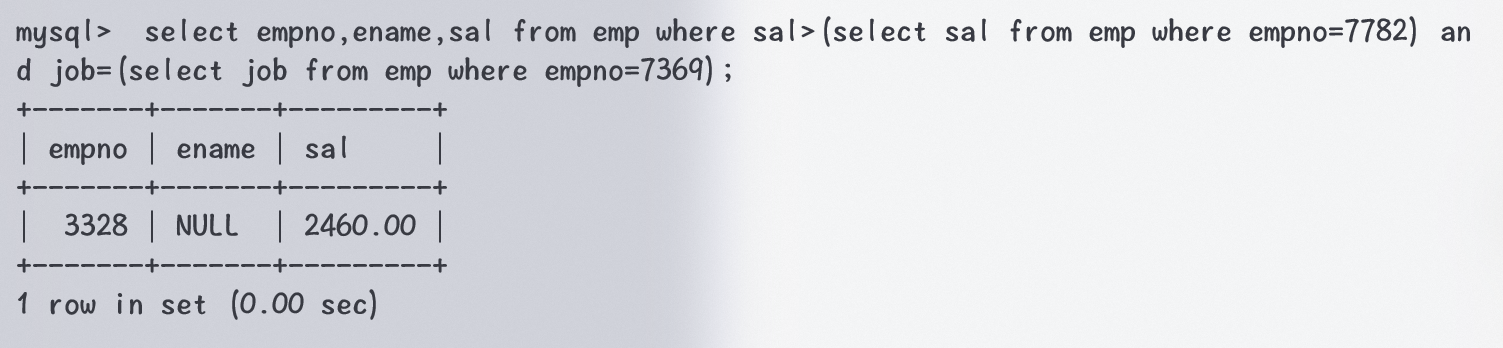 mysql>  select empno,ename,sal from emp where sal>(select sal from emp where empno=7782) an
d job=(select job from emp where empno=7369);
+-------+-------+---------+
| empno | ename | sal     |
+-------+-------+---------+
|  3328 | NULL  | 2460.00 |
+-------+-------+---------+
1 row in set (0.00 sec)